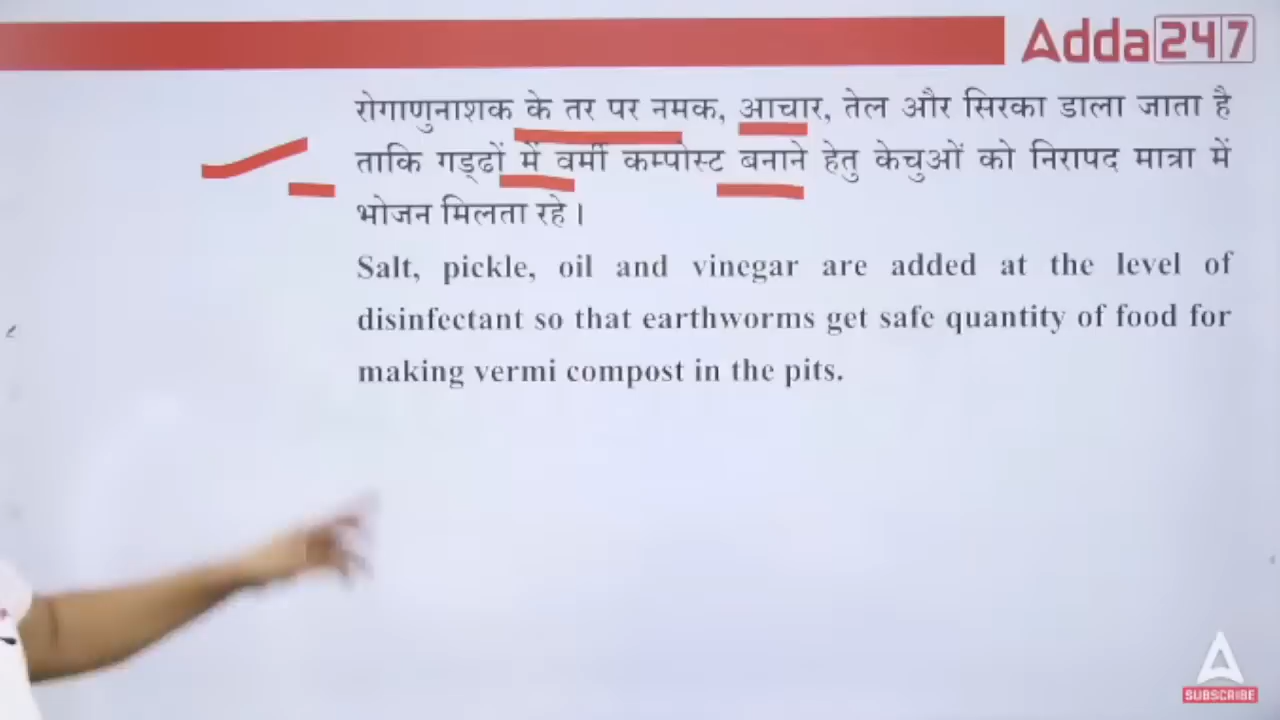 Adda247
रोगाणुनाशक के तर पर नमक, आचार, तेल और सिरका डाला जाता है
ताकि गड्ढों में वर्मी कम्पोस्ट बनाने हेतु केचुओं को निरापद मात्रा में
भोजन मिलता रहे।
Salt, pickle, oil and vinegar are added at the level of
disinfectant so that earthworms get safe quantity of food for
making vermi compost in the pits.
SUBSCRIBE